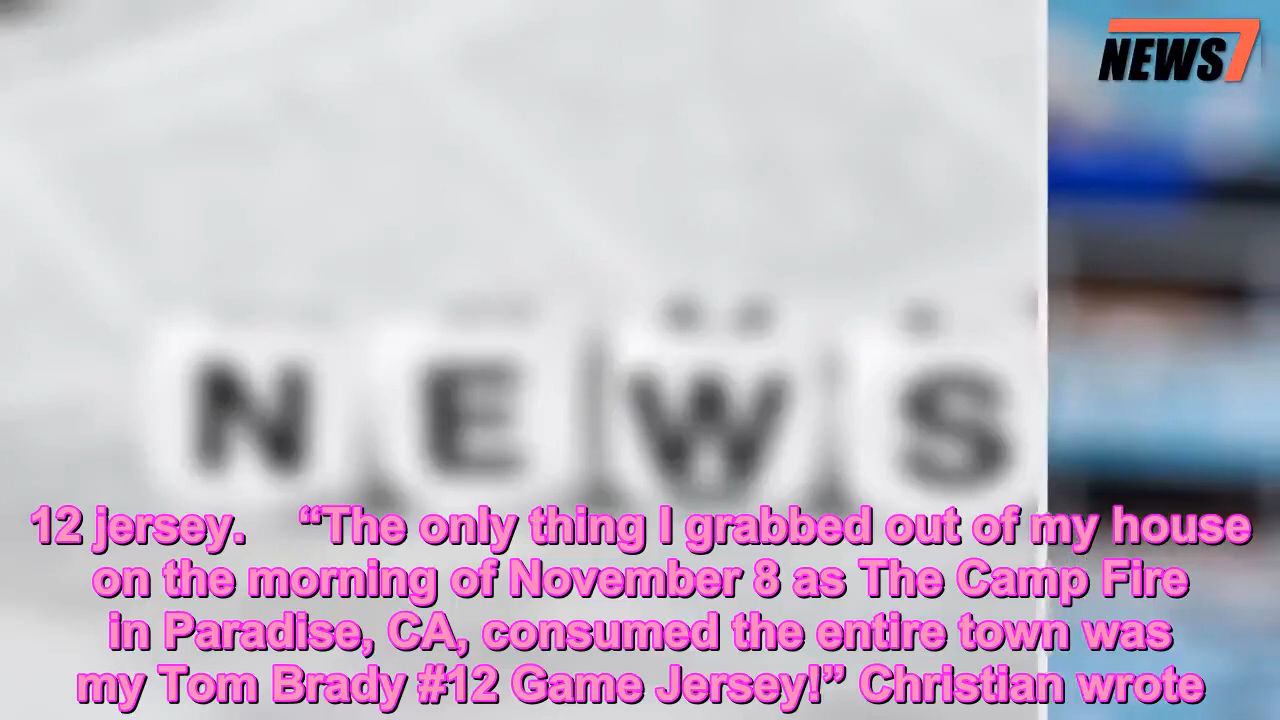 NEWS7
NEWS
12 jersey. “The only thing I grabbed out of my house
on the morning of November 8 as The Camp Fire
in Paradise, CA, consumed the entire town was
my Tom Brady #12 Game Jersey!” Christian wrote